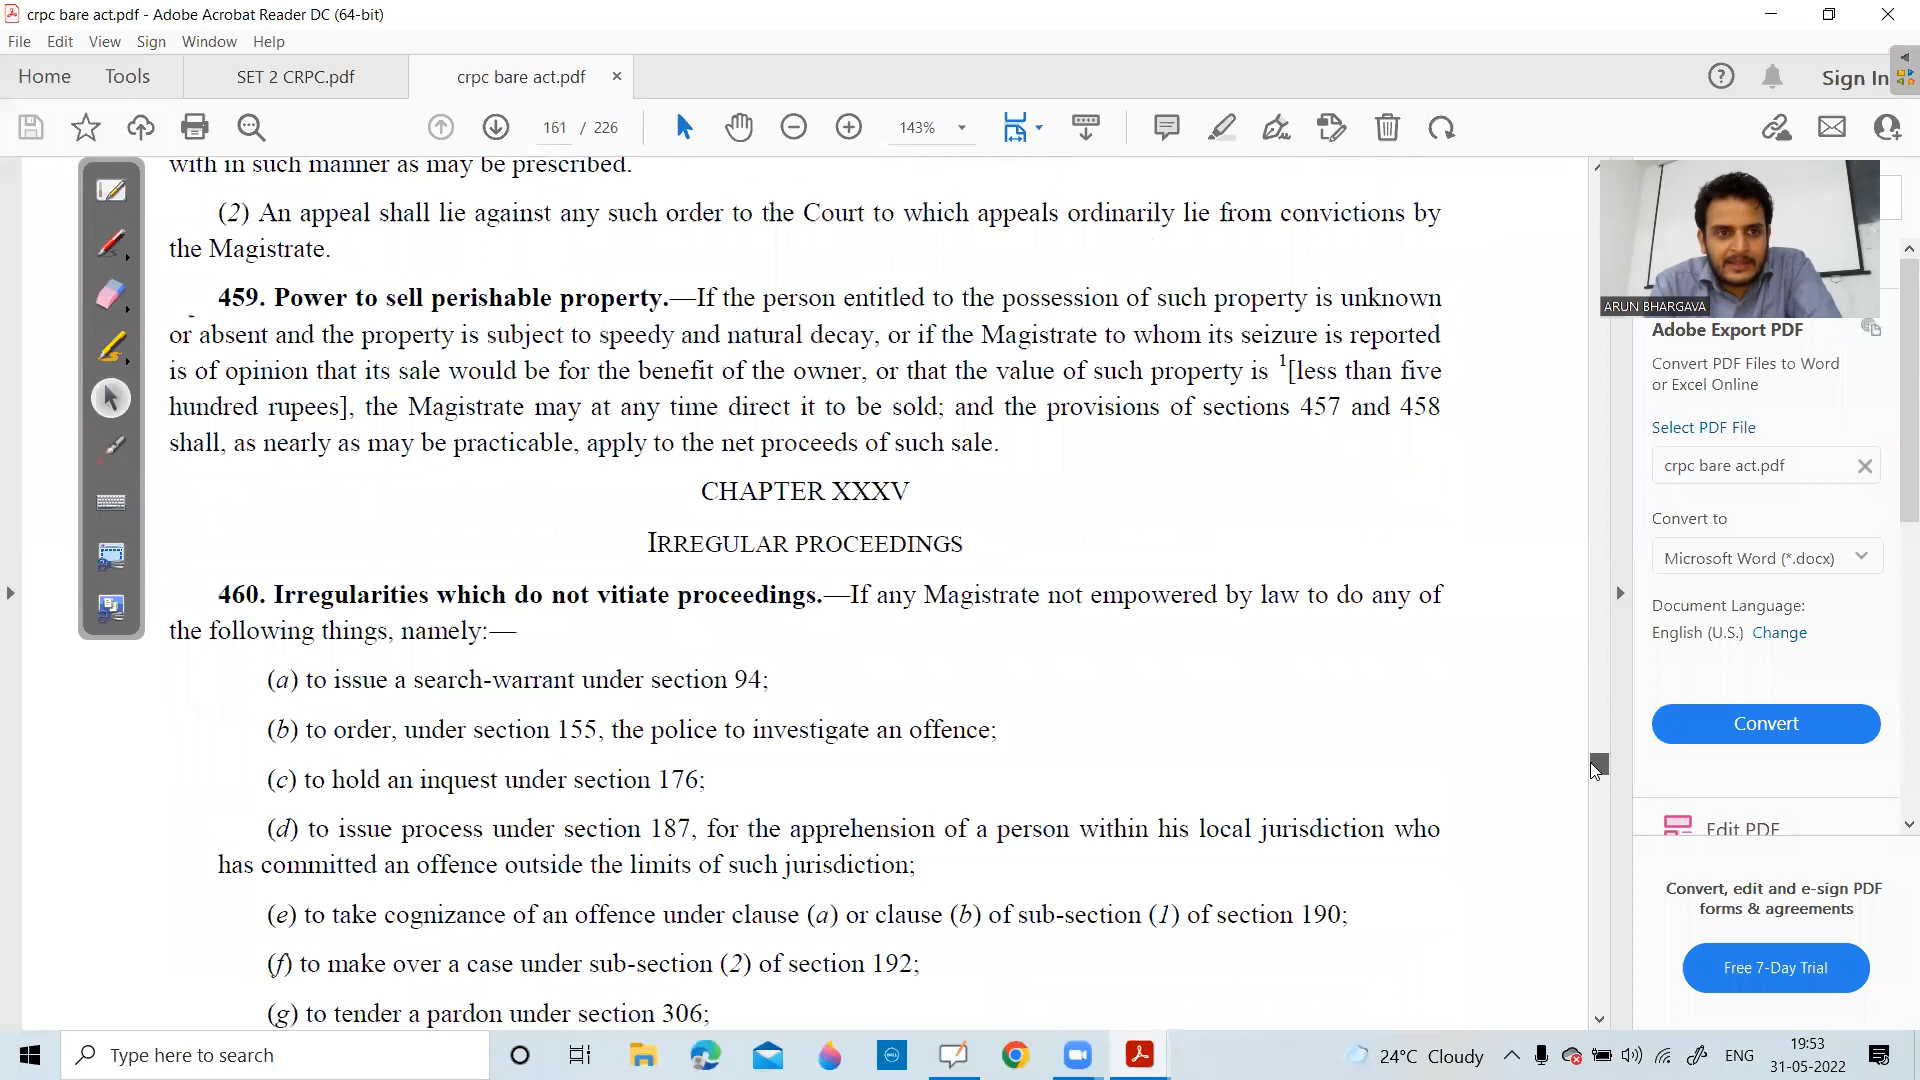 crpc bare act.pdf - Adobe Acrobat Reader DC (64-bit)
File Edit View Sign Window Help
Home Tools SET 2 CRPC.pdf crpc bare act.pdf Sign In
161 / 226 143%
with in such manner as may be prescribed.
(2) An appeal shall lie against any such order to the Court to which appeals ordinarily lie from convictions by
the Magistrate.
459. Power to sell perishable property.—If the person entitled to the possession of such property is unknown
or absent and the property is subject to speedy and natural decay, or if the Magistrate to whom its seizure is reported
is of opinion that its sale would be for the benefit of the owner, or that the value of such property is 1[less than five
hundred rupees], the Magistrate may at any time direct it to be sold; and the provisions of sections 457 and 458
shall, as nearly as may be practicable, apply to the net proceeds of such sale.
CHAPTER XXXV
IRREGULAR PROCEEDINGS
460. Irregularities which do not vitiate proceedings.—If any Magistrate not empowered by law to do any of
the following things, namely:—
(a) to issue a search-warrant under section 94;
(b) to order, under section 155, the police to investigate an offence;
(c) to hold an inquest under section 176;
(d) to issue process under section 187, for the apprehension of a person within his local jurisdiction who
has committed an offence outside the limits of such jurisdiction;
(e) to take cognizance of an offence under clause (a) or clause (b) of sub-section (1) of section 190;
(f) to make over a case under sub-section (2) of section 192;
(g) to tender a pardon under section 306;
ARUN BHARGAVA
Adobe Export PDF
Convert PDF Files to Word
or Excel Online
Select PDF File
crpc bare act.pdf
Convert to
Microsoft Word (*.docx)
Document Language:
English (U.S.) Change
Convert
Edit PDF
Convert, edit and e-sign PDF
forms & agreements
Free 7-Day Trial
Type here to search
DELL
24°C Cloudy
ENG
19:53
31-05-2022